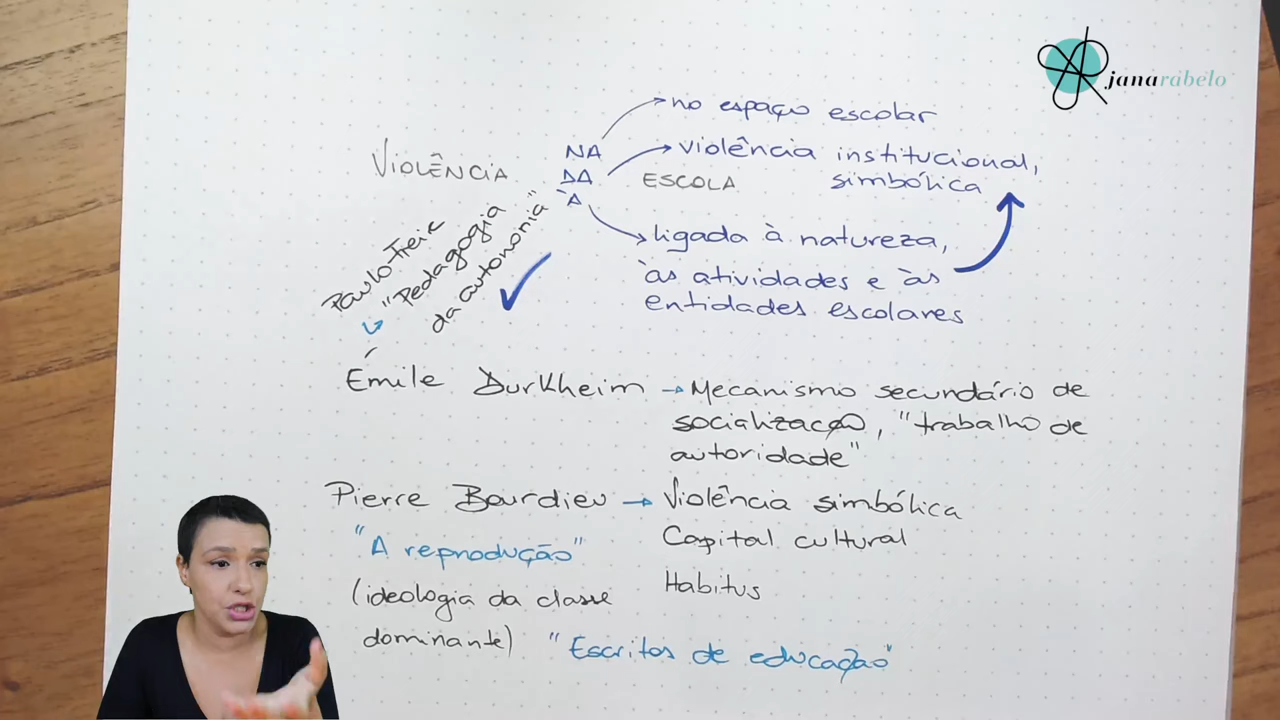 janarabelo
no espaço escolar
VIOLÊNCIA NA
DA ESCOLA
À
violência institucional,
simbólica
ligada à natureza,
às atividades e às
entidades escolares
Paulo Freie
"Pedagogia
da autonomia"
Émile Durkheim → Mecanismo secundário de
socialização, "trabalho de
autoridade"
Pierre Bourdieu → Violência simbólica
"A reprodução" Capital cultural
(ideologia da classe Habitus
dominante) "Escritos de educação"